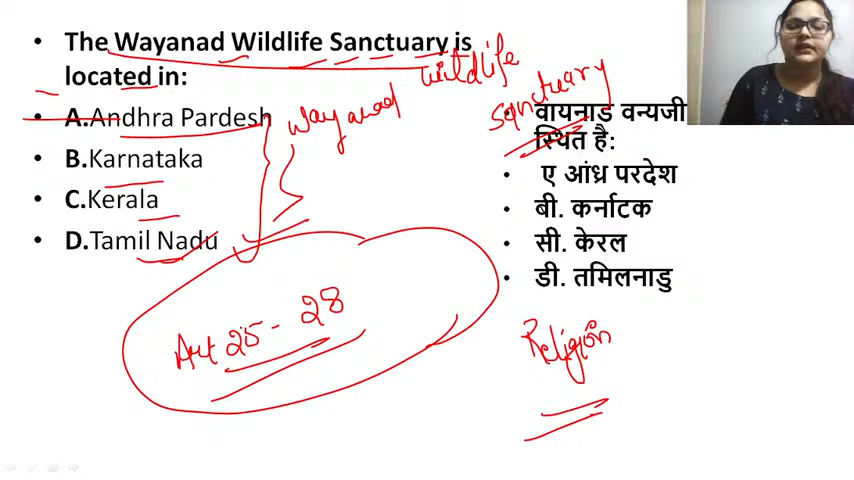 The Wayanad Wildlife Sanctuary is
located in:
A.Andhra Pardesh
B.Karnataka
C.Kerala
D.Tamil Nadu
wayanad wildlife
sanctuary
वायनाड वन्यजी
स्थित है:
ए आंध्र परदेश
बी. कर्नाटक
सी. केरल
डी. तमिलनाडु
Art 25 - 28
Religion